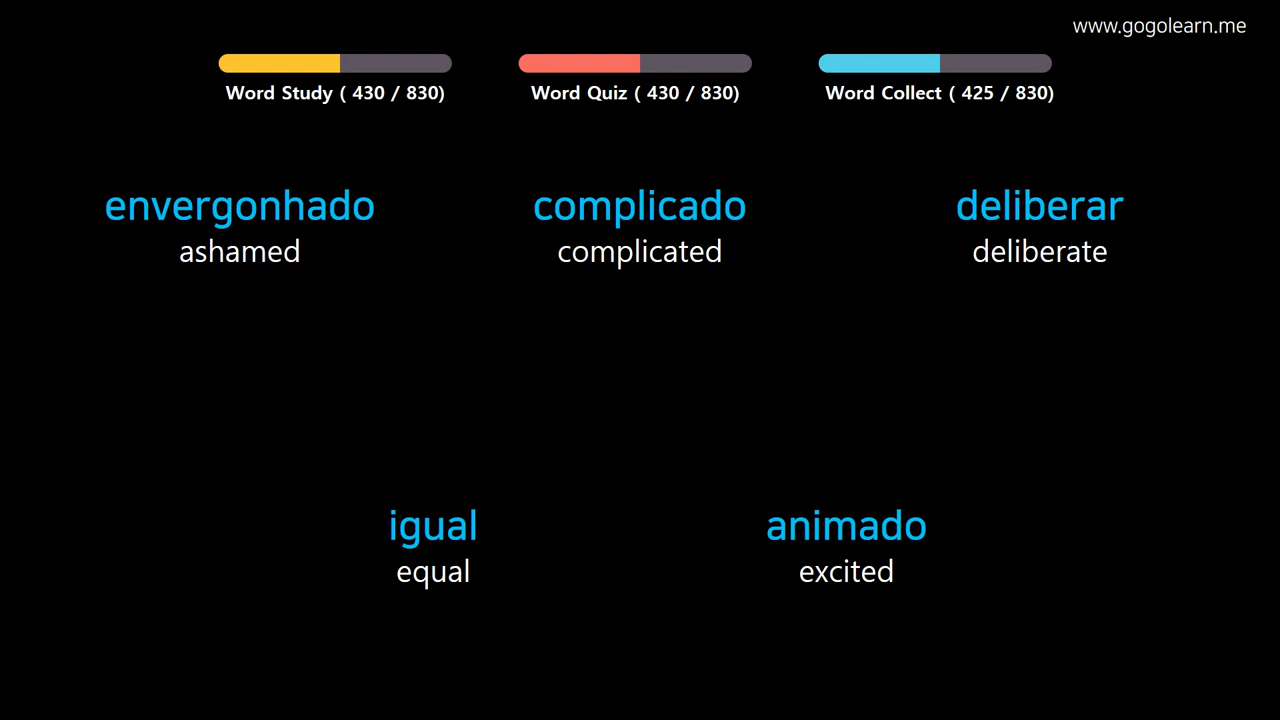 www.gogolearn.me
Word Study ( 430 / 830)
Word Quiz ( 430 / 830)
Word Collect ( 425 / 830)
envergonhado
ashamed
complicado
complicated
deliberar
deliberate
igual
equal
animado
excited